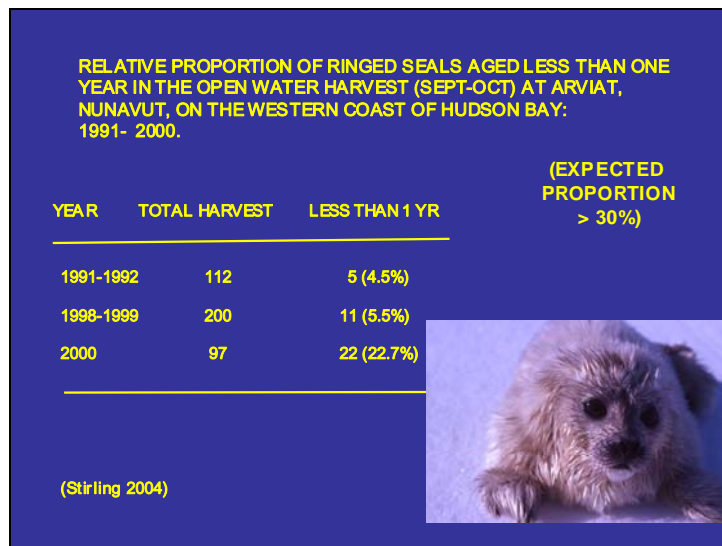 RELATIVE PROPORTION OF RINGED SEALS AGED LESS THAN ONE
YEAR IN THE OPEN WATER HARVEST (SEPT-OCT) AT ARVIAT,
NUNAVUT, ON THE WESTERN COAST OF HUDSON BAY:
1991- 2000.
(EXPECTED
PROPORTION
> 30%)
YEAR TOTAL HARVEST LESS THAN 1 YR
1991-1992 112 5 (4.5%)
1998-1999 200 11 (5.5%)
2000 97 22 (22.7%)
(Stirling 2004)